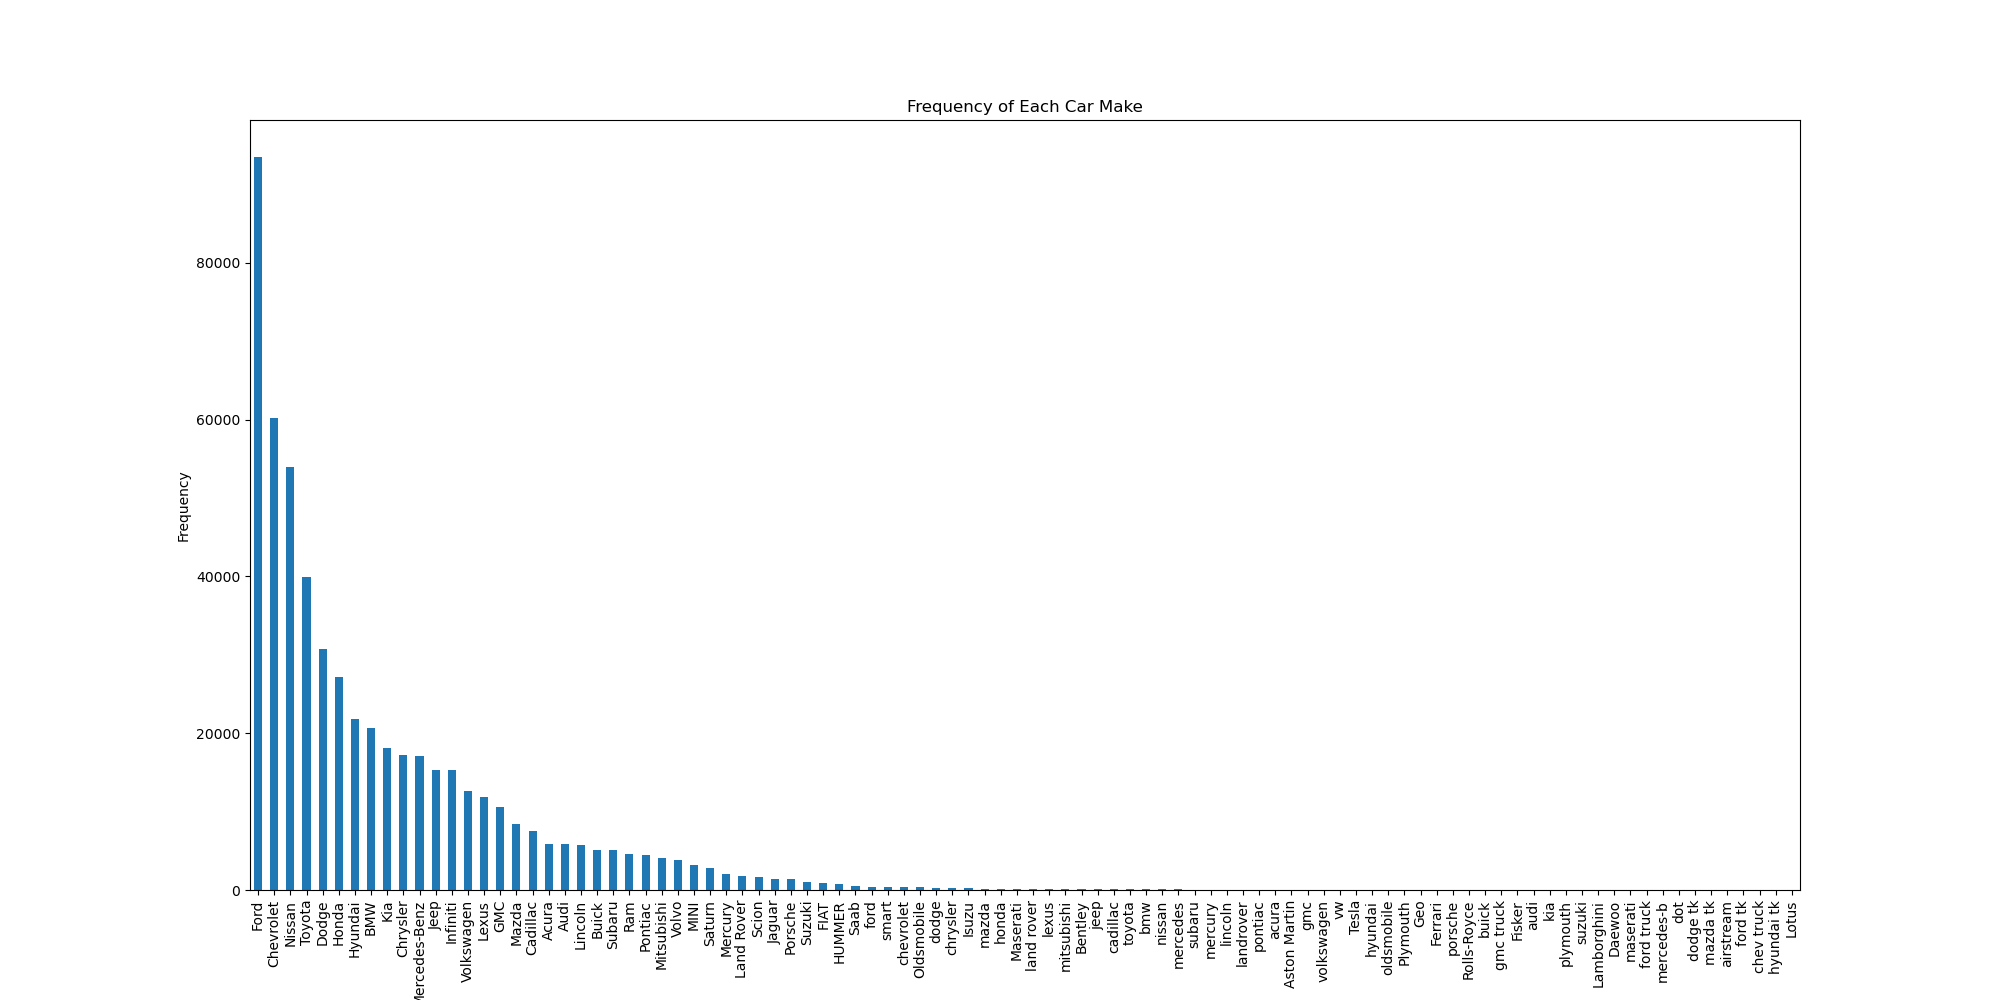 Frequency of Each Car Make
Frequency
80000
60000
40000
20000
0
Ford
Chevrolet
Nissan
Toyota
Dodge
Honda
Hyundai
BMW
Kia
Chrysler
Mercedes-Benz
Jeep
Infiniti
Volkswagen
Lexus
GMC
Mazda
Cadillac
Acura
Audi
Lincoln
Buick
Subaru
Ram
Pontiac
Mitsubishi
Volvo
MINI
Saturn
Mercury
Land Rover
Scion
Jaguar
Porsche
Suzuki
FIAT
HUMMER
Saab
ford
smart
chevrolet
Oldsmobile
dodge
chrysler
Isuzu
mazda
honda
Maserati
land rover
lexus
mitsubishi
Bentley
jeep
cadillac
toyota
bmw
nissan
mercedes
subaru
mercury
lincoln
landrover
pontiac
acura
Aston Martin
gmc
volkswagen
vw
Tesla
hyundai
oldsmobile
Plymouth
Geo
Ferrari
porsche
Rolls-Royce
buick
gmc truck
Fisker
audi
kia
plymouth
suzuki
Lamborghini
Daewoo
maserati
ford truck
mercedes-b
dot
dodge tk
mazda tk
airstream
ford tk
chev truck
hyundai tk
Lotus